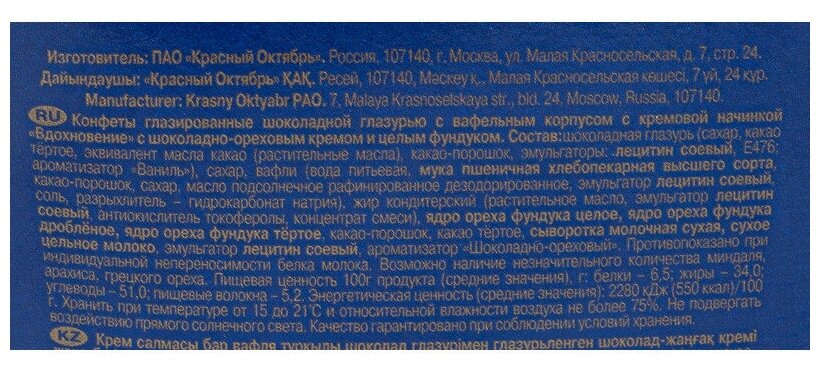 Изготовитель: ПАО «Красный Октябрь». Россия, 107140, г. Москва, ул. Малая Красносельская, д. 7, стр. 24.
Дайындаушы: «Красный Октябрь» ҚАҚ. Ресей, 107140, Мәскеу қ., Малая Красносельская көшесі, 7 үй, 24 құр.
Manufacturer: Krasny Oktyabr PAO. 7, Malaya Krasnoselskaya str., bld. 24, Moscow, Russia, 107140.
RU Конфеты глазированные шоколадной глазурью с вафельным корпусом с кремовой начинкой
«Вдохновение» с шоколадно-ореховым кремом и целым фундуком. Состав: шоколадная глазурь (сахар, какао
тёртое, эквивалент масла какао (растительные масла), какао-порошок, эмульгаторы: лецитин соевый, Е476;
ароматизатор «Ваниль»), сахар, вафли (вода питьевая, мука пшеничная хлебопекарная высшего сорта,
какао-порошок, сахар, масло подсолнечное рафинированное дезодорированное, эмульгатор лецитин соевый,
соль, разрыхлитель – гидрокарбонат натрия), жир кондитерский (растительное масло, эмульгатор лецитин
соевый, антиокислитель токоферолы, концентрат смеси), ядро ореха фундука целое, ядро ореха фундука
дроблёное, ядро ореха фундука тёртое, какао-порошок, какао тёртое, сыворотка молочная сухая, сухое
цельное молоко, эмульгатор лецитин соевый, ароматизатор «Шоколадно-ореховый». Противопоказано при
индивидуальной непереносимости белка молока. Возможно наличие незначительного количества миндаля,
арахиса, грецкого ореха. Пищевая ценность 100г продукта (средние значения), г: белки – 6,5; жиры – 34,0;
углеводы – 51,0; пищевые волокна – 5,2. Энергетическая ценность (средние значения): 2280 кДж (550 ккал)/100
г. Хранить при температуре от 15 до 21°С и относительной влажности воздуха не более 75%. Не подвергать
воздействию прямого солнечного света. Качество гарантировано при соблюдении условий хранения.
KZ Крем салмасы бар вафля тұрқылы шоколад глазурімен глазурьленген шоколад-жаңғақ кремі